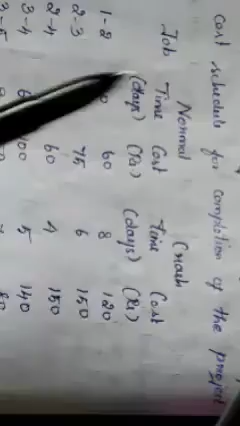 cost schedule for completion of the project
Normal Crash
Job Time Cost Time Cost
(days) (Rs) (days) (Rs)
1-2 60 8 120
2-3 75 6 150
2-4 60 4 150
3-4 100 5 140